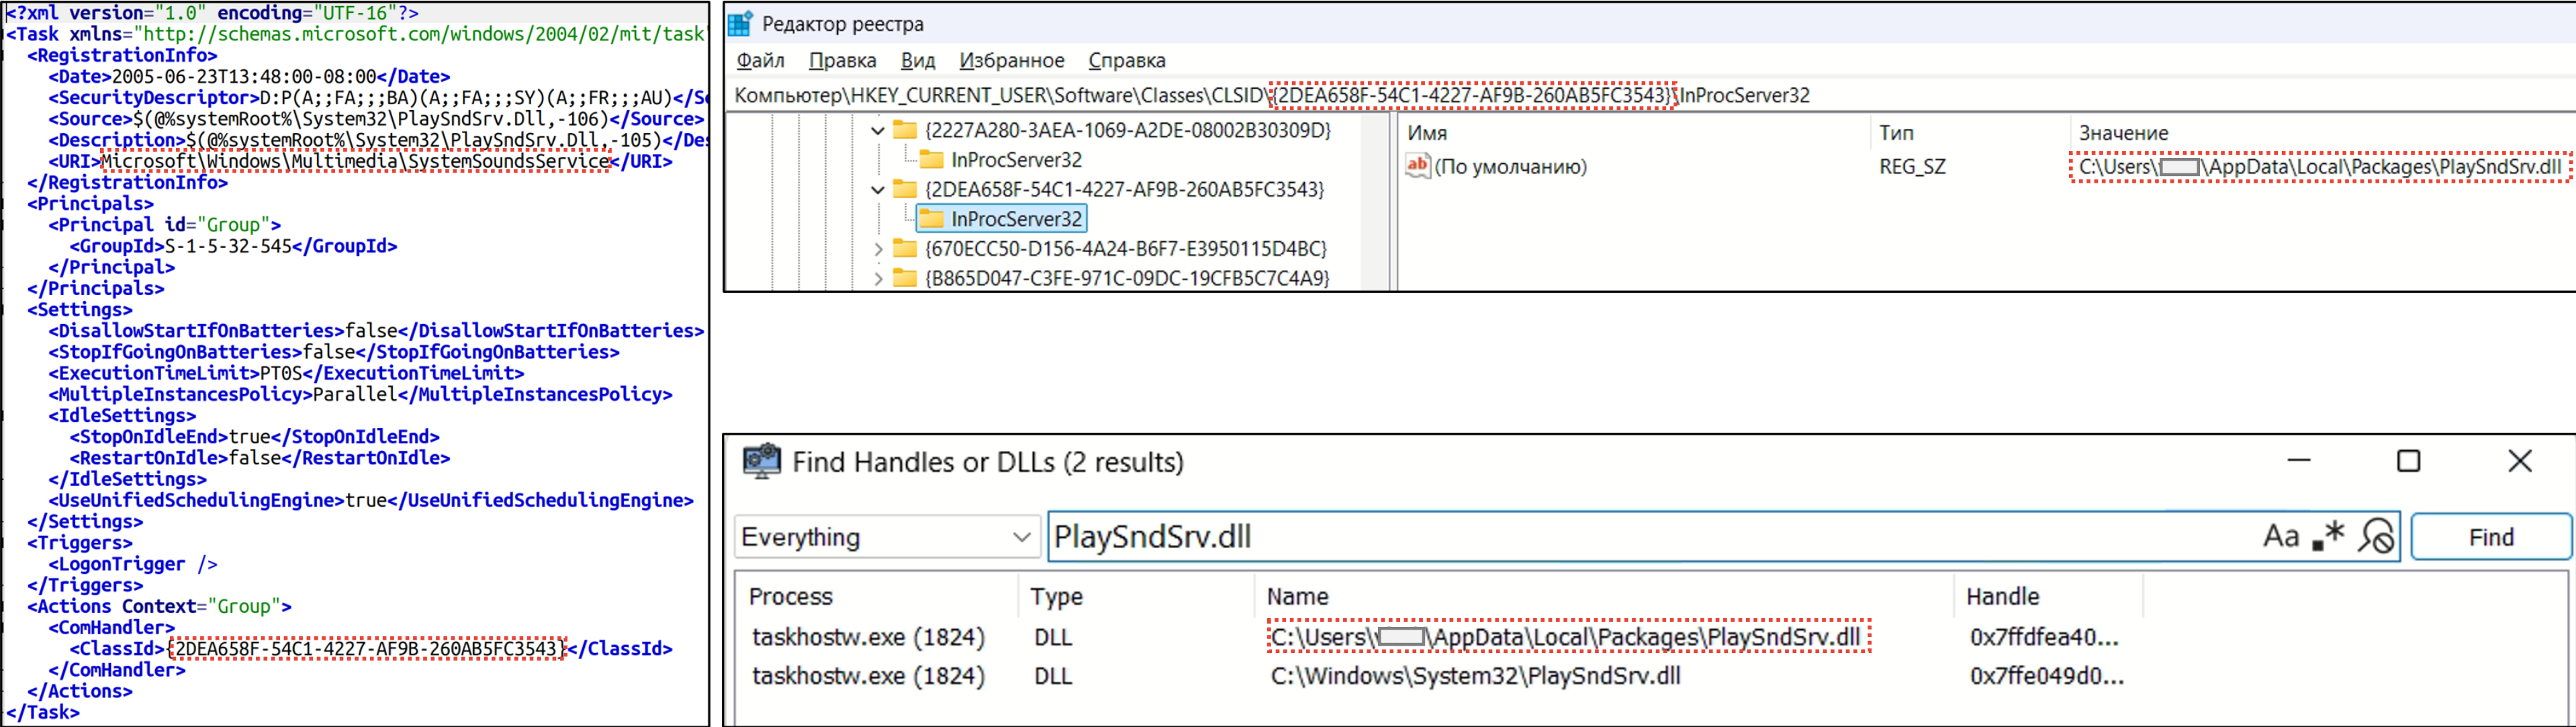 <?xml version="1.0" encoding="UTF-16"?>
<Task xmlns="http://schemas.microsoft.com/windows/2004/02/mit/task"
<RegistrationInfo>
<Date>2005-06-23T13:48:00-08:00</Date>
<SecurityDescriptor>D:P(A;;FA;;;BA)(A;;FA;;;SY)(A;;FR;;;AU)</Se
<Source>$(@%systemRoot%\System32\PlaySndSrv.Dll,-106)</Source>
<Description>$(@%systemRoot%\System32\PlaySndSrv.Dll,-105)</Des
<URI>Microsoft\Windows\Multimedia\SystemSoundsService</URI>
</RegistrationInfo>
<Principals>
<Principal id="Group">
<GroupId>S-1-5-32-545</GroupId>
</Principal>
</Principals>
<Settings>
<DisallowStartIfOnBatteries>false</DisallowStartIfOnBatteries>
<StopIfGoingOnBatteries>false</StopIfGoingOnBatteries>
<ExecutionTimeLimit>PT0S</ExecutionTimeLimit>
<MultipleInstancesPolicy>Parallel</MultipleInstancesPolicy>
<IdleSettings>
<StopOnIdleEnd>true</StopOnIdleEnd>
<RestartOnIdle>false</RestartOnIdle>
</IdleSettings>
<UseUnifiedSchedulingEngine>true</UseUnifiedSchedulingEngine>
</Settings>
<Triggers>
<LogonTrigger />
</Triggers>
<Actions Context="Group">
<ComHandler>
<ClassId>{2DEA658F-54C1-4227-AF9B-260AB5FC3543}</ClassId>
</ComHandler>
</Actions>
</Task>
Редактор реестра
Файл Правка Вид Избранное Справка
Компьютер\HKEY_CURRENT_USER\Software\Classes\CLSID\{2DEA658F-54C1-4227-AF9B-260AB5FC3543}\InProcServer32
{2227A280-3AEA-1069-A2DE-08002B30309D}
InProcServer32
{2DEA658F-54C1-4227-AF9B-260AB5FC3543}
InProcServer32
{670ECC50-D156-4A24-B6F7-E3950115D4BC}
{B865D047-C3FE-971C-09DC-19CFB5C7C4A9}
Имя Тип Значение
ab (По умолчанию) REG_SZ C:\Users\ \AppData\Local\Packages\PlaySndSrv.dll
Find Handles or DLLs (2 results)
Everything PlaySndSrv.dll Aa .* Find
Process Type Name Handle
taskhostw.exe (1824) DLL C:\Users\ \AppData\Local\Packages\PlaySndSrv.dll 0x7ffdfea40...
taskhostw.exe (1824) DLL C:\Windows\System32\PlaySndSrv.dll 0x7ffe049d0...